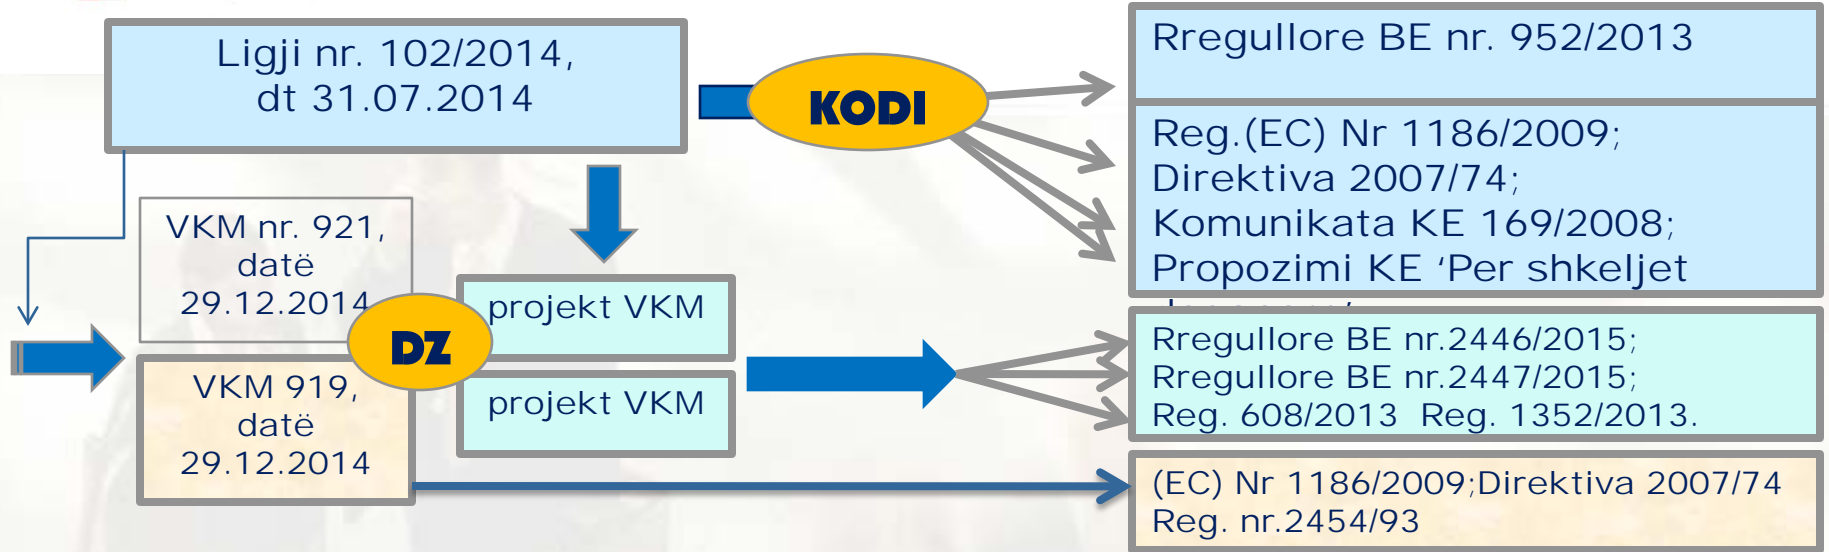 Ligji nr. 102/2014,
dt 31.07.2014
KODI
Rregullore BE nr. 952/2013
Reg.(EC) Nr 1186/2009;
Direktiva 2007/74;
Komunikata KE 169/2008;
Propozimi KE ‘Per shkeljet
VKM nr. 921,
datë
29.12.2014
DZ
projekt VKM
projekt VKM
VKM 919,
datë
29.12.2014
Rregullore BE nr.2446/2015;
Rregullore BE nr.2447/2015;
Reg. 608/2013 Reg. 1352/2013.
(EC) Nr 1186/2009;Direktiva 2007/74
Reg. nr.2454/93